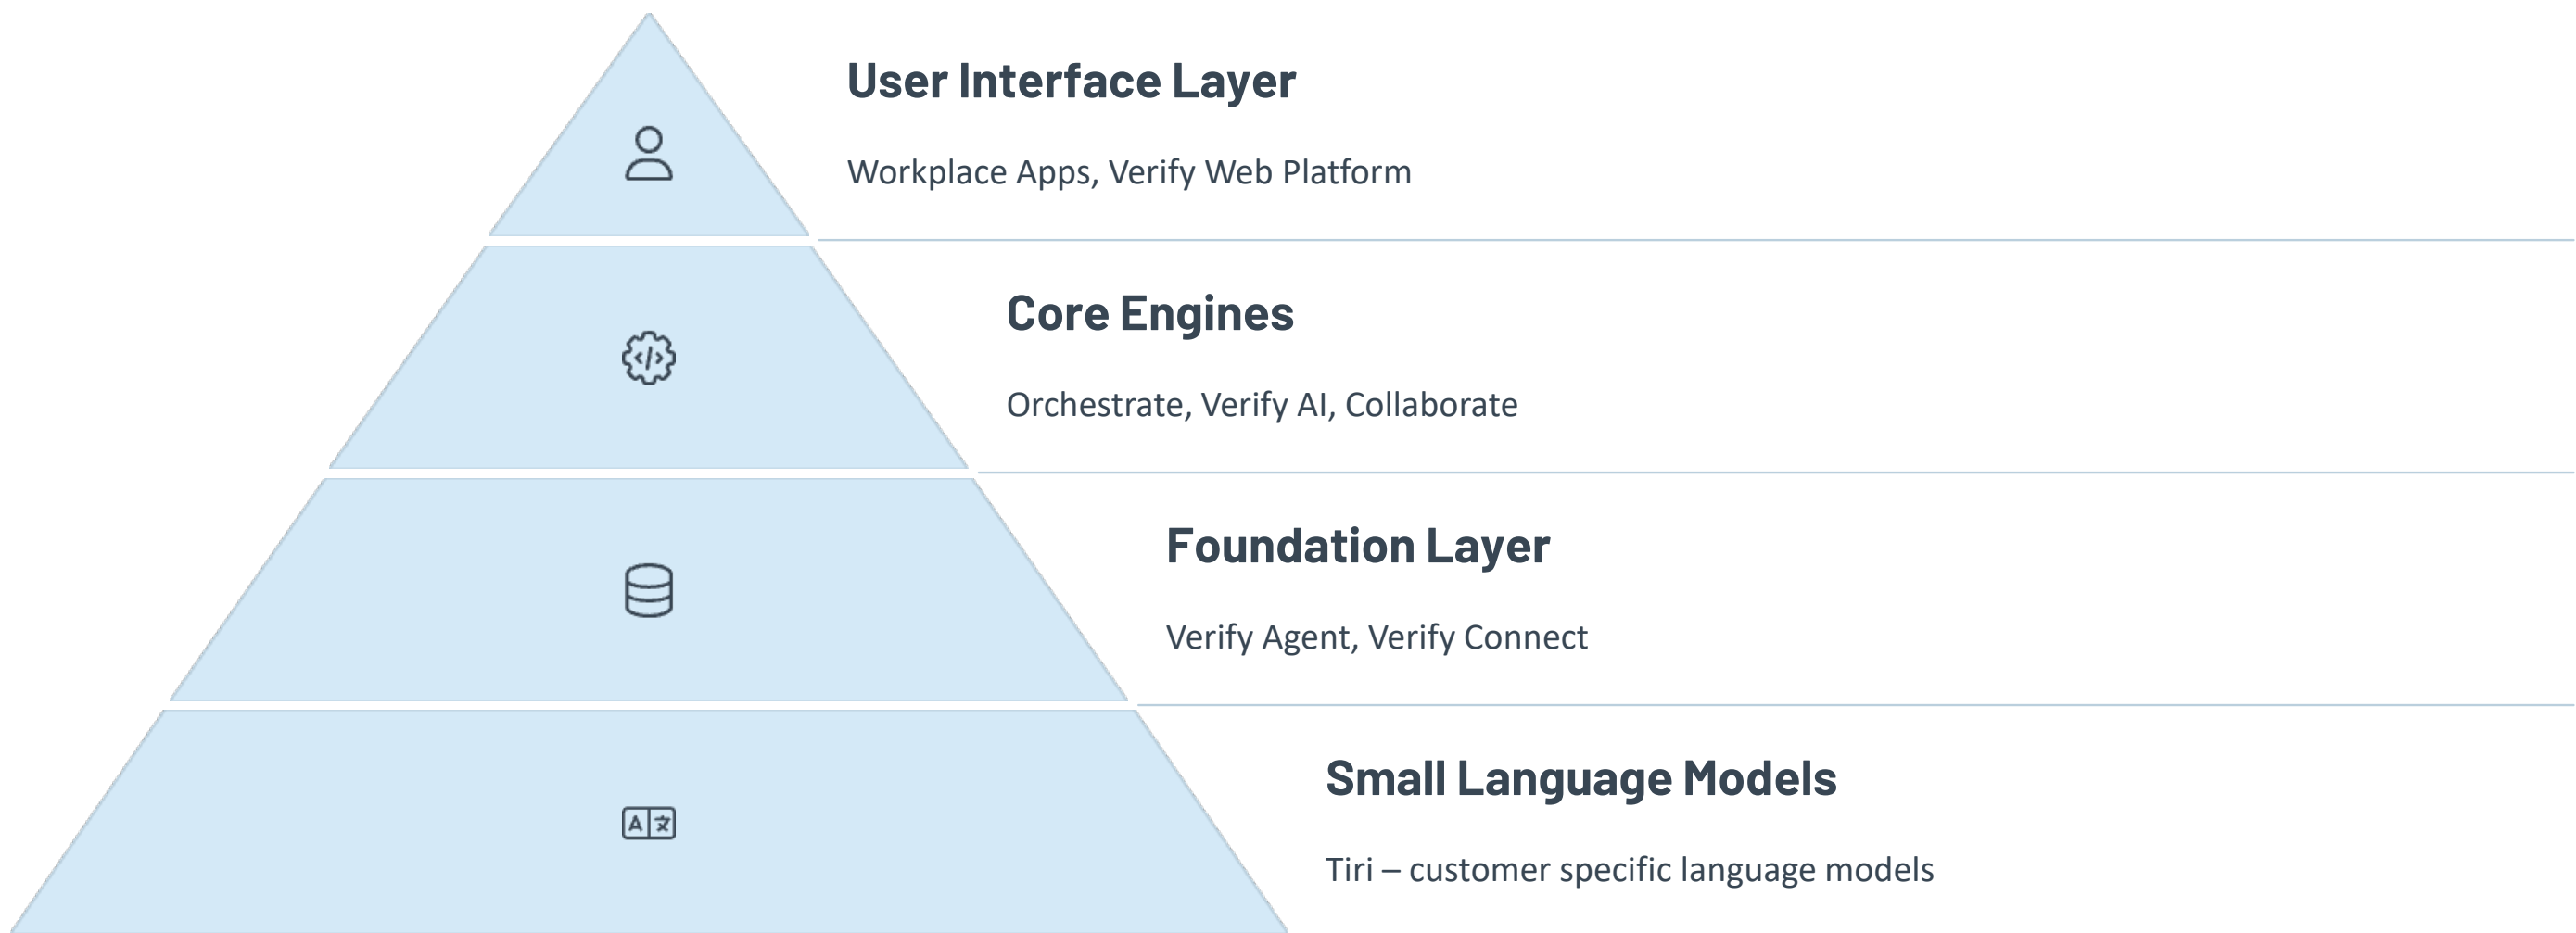 User Interface Layer
Workplace Apps, Verify Web Platform
Core Engines
Orchestrate, Verify AI, Collaborate
Foundation Layer
Verify Agent, Verify Connect
A 文
Small Language Models
Tiri – customer specific language models